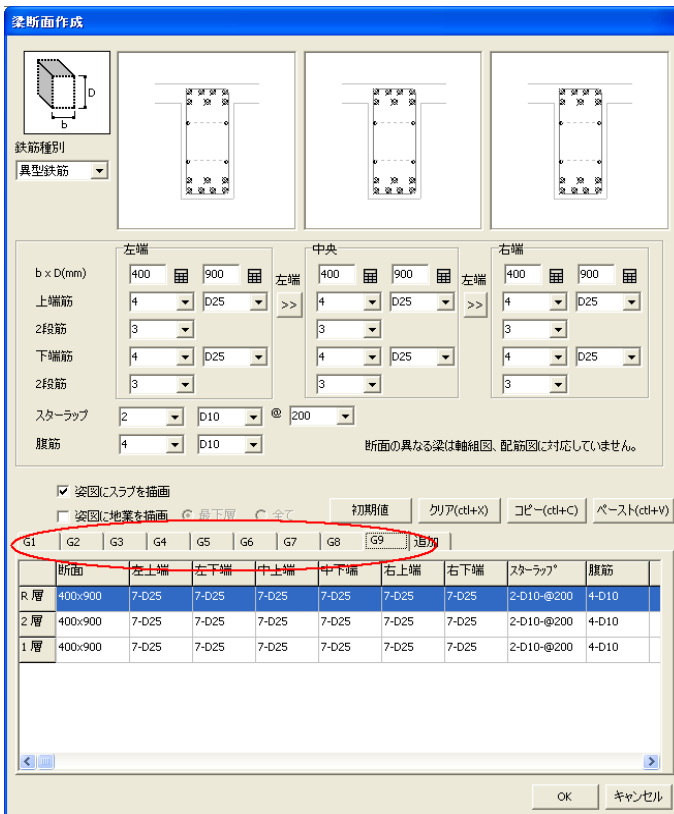 梁断面作成
D
b
鉄筋種別
異型鉄筋
左端 中央 右端
b x D(mm) 400 900 左端 400 900 左端 400 900
上端筋 4 D25 >> 4 D25 >> 4 D25
2段筋 3 3 3
下端筋 4 D25 4 D25 4 D25
2段筋 3 3 3
スターラップ 2 D10 @ 200
腹筋 4 D10 断面の異なる梁は軸組図、配筋図に対応していません。
姿図にスラブを描画
姿図に地業を描画 最下層 全て 初期値 クリア(ctl+X) コピー(ctl+C) ペースト(ctl+V)
G1 G2 G3 G4 G5 G6 G7 G8 G9 追加
断面 左上端 左下端 中上端 中下端 右上端 右下端 ｽﾀｰﾗｯﾌﾟ 腹筋
R 層 400x900 7-D25 7-D25 7-D25 7-D25 7-D25 7-D25 2-D10-@200 4-D10
2 層 400x900 7-D25 7-D25 7-D25 7-D25 7-D25 7-D25 2-D10-@200 4-D10
1 層 400x900 7-D25 7-D25 7-D25 7-D25 7-D25 7-D25 2-D10-@200 4-D10
OK キャンセル